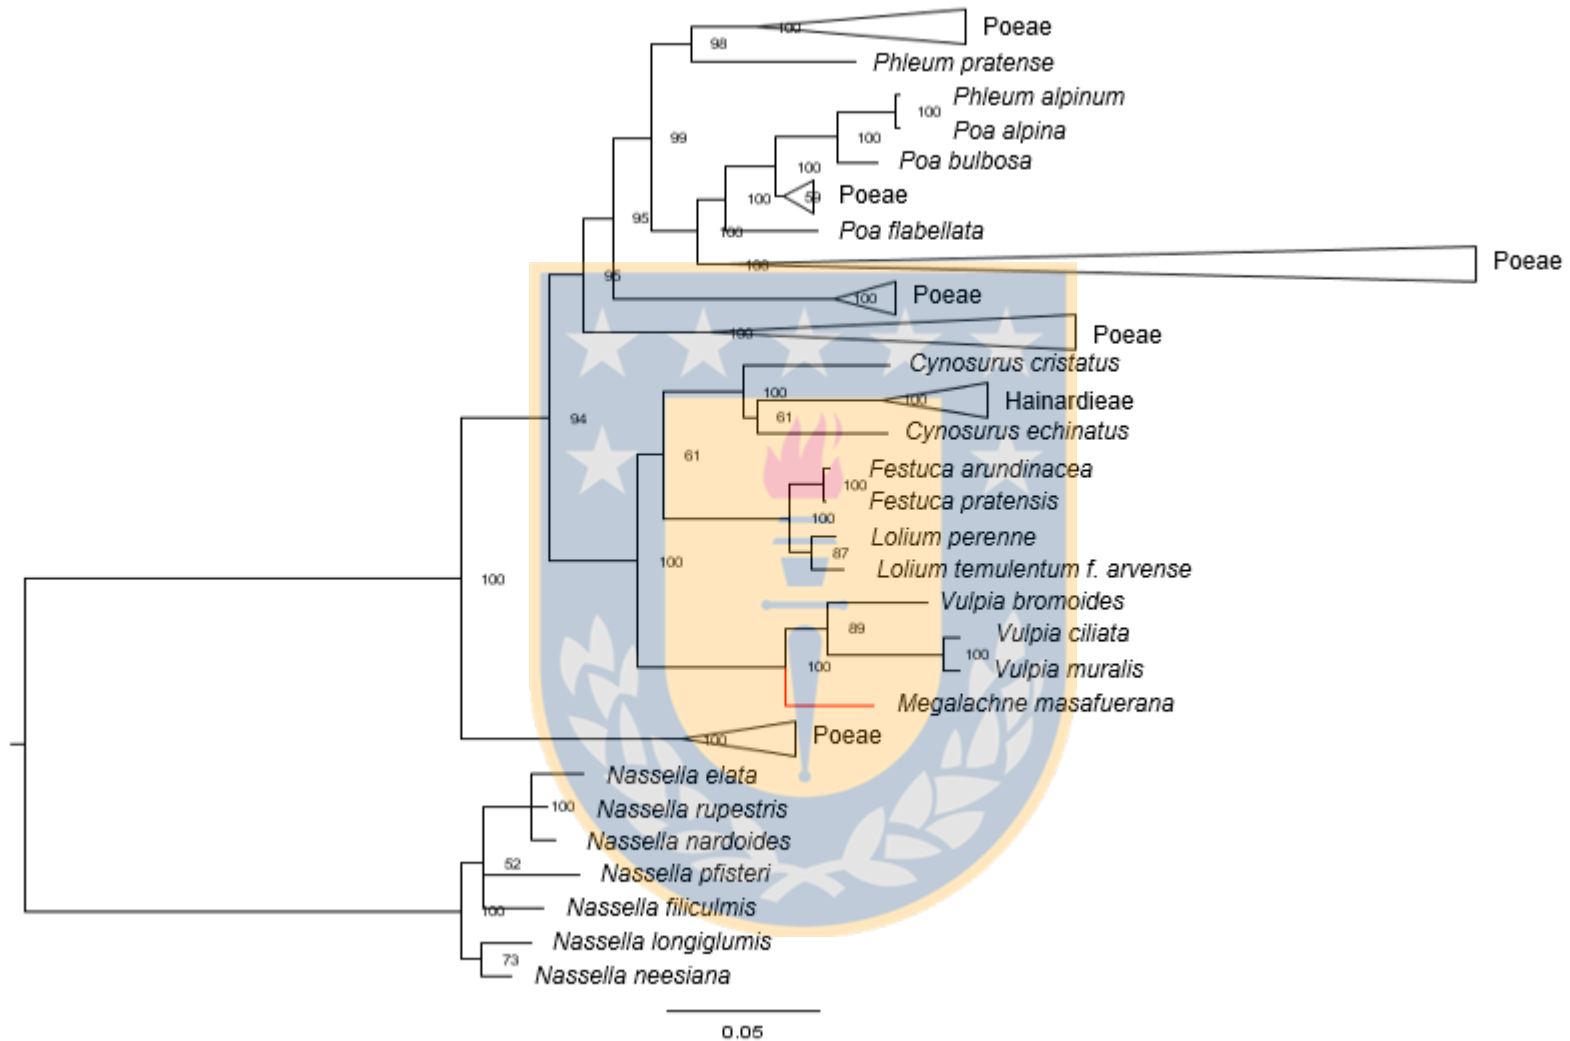 100 Poeae
98
Phleum pratense
Phleum alpinum
100
99 100 Poa alpina
Poa bulbosa
100
59 Poeae
100
95 100 Poa flabellata
100 Poeae
95
100 Poeae
100 Poeae
Cynosurus cristatus
100
100 Hainardieae
94 61
Cynosurus echinatus
61
Festuca arundinacea
100
Festuca pratensis
100
Lolium perenne
87
100 Lolium temulentum f. arvense
100
Vulpia bromoides
89
Vulpia ciliata
100
100 Vulpia muralis
Megalachne masafuerana
100 Poeae
Nassella elata
100 Nassella rupestris
Nassella nardoides
52
Nassella pfisteri
100 Nassella filiculmis
Nassella longiglumis
73
Nassella neesiana
0.05